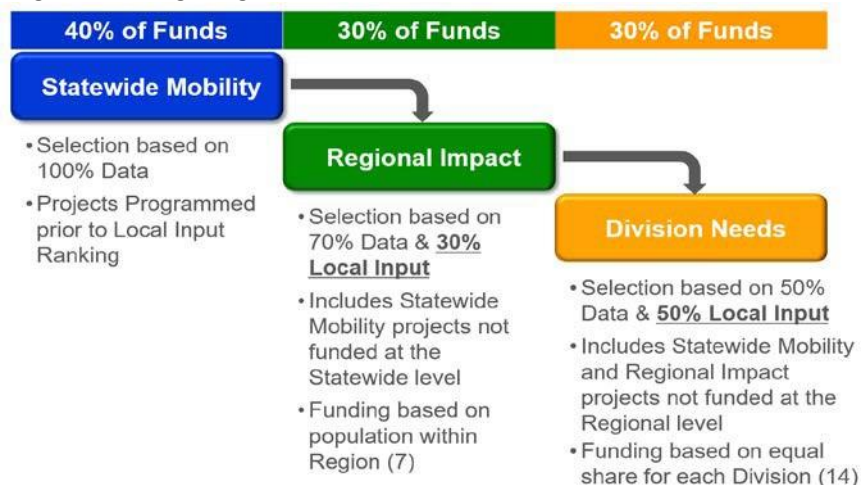 40% of Funds
30% of Funds
30% of Funds
Statewide Mobility
• Selection based on
100% Data
• Projects Programmed
prior to Local Input
Ranking
Regional Impact
• Selection based on
70% Data & 30%
Local Input
• Includes Statewide
Mobility projects not
funded at the
Statewide level
• Funding based on
population within
Region (7)
Division Needs
• Selection based on 50%
Data & 50% Local Input
• Includes Statewide Mobility
and Regional Impact
projects not funded at the
Regional level
• Funding based on equal
share for each Division (14)